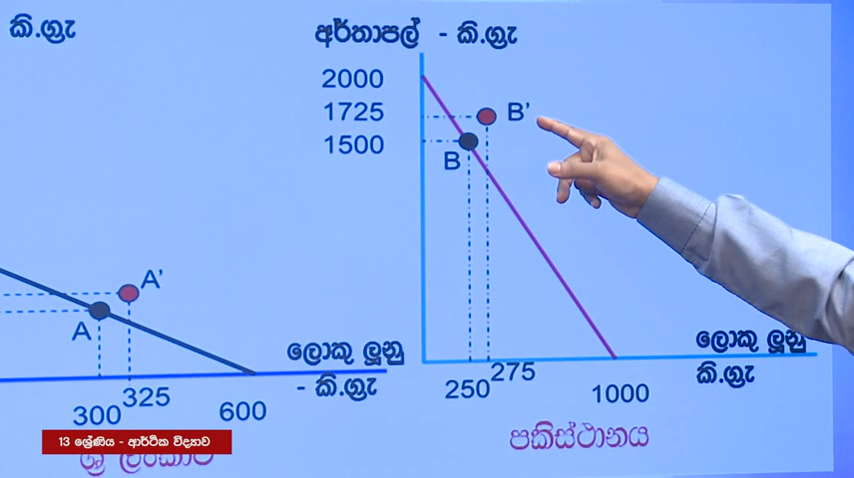 කි.ග්‍රෑ
අර්තාපල් - කි.ග්‍රෑ
2000
1725
1500
B'
B
A'
A
ලොකු ලූනු
- කි.ග්‍රෑ
300
325
600
ලොකු ලූනු
කි.ග්‍රෑ
250
275
1000
පකිස්ථානය
13 ශ්‍රේණිය - ආර්ථික විද්‍යාව